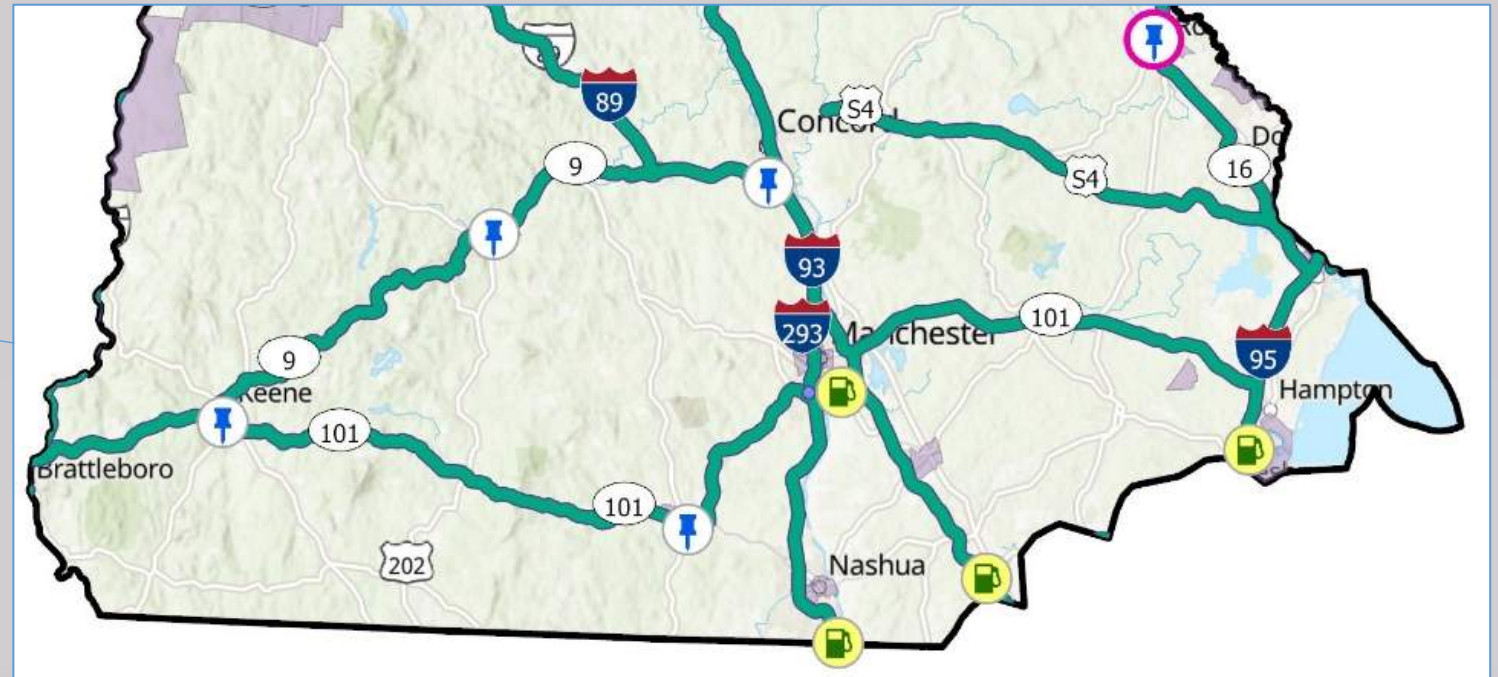 89
Concord
S4
9
16
S4
93
293
Manchester
101
95
9
Keene
Hampton
101
Brattleboro
101
202
Nashua